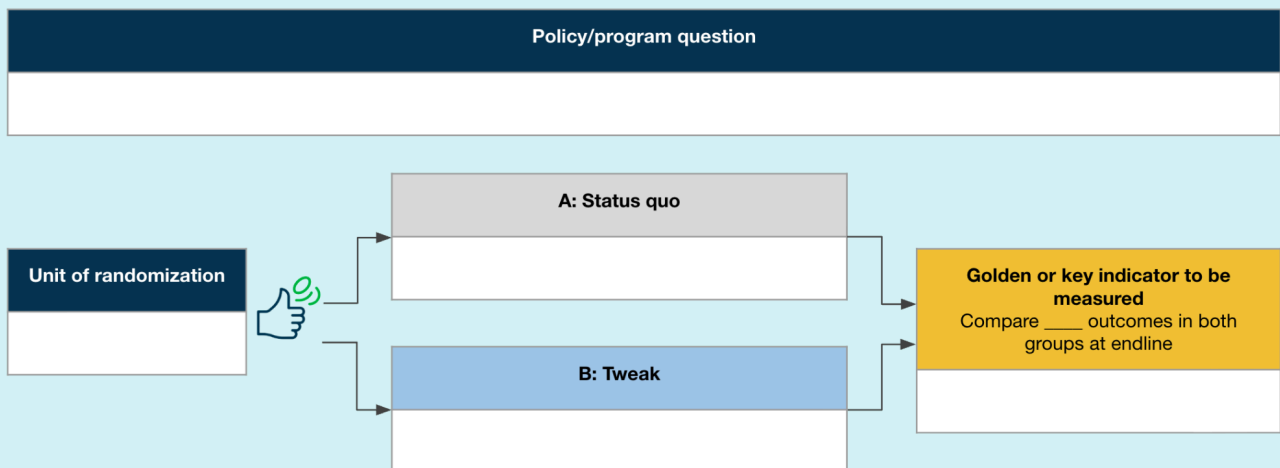 Policy/program question
A: Status quo
Unit of randomization
Golden or key indicator to be
measured
Compare ____ outcomes in both
groups at endline
B: Tweak